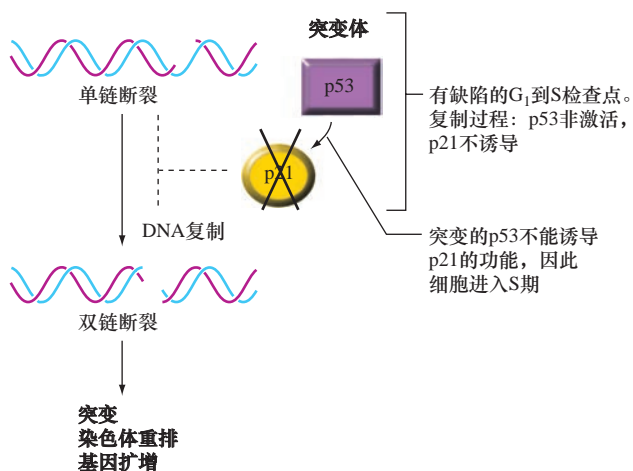 突变体
p53
单链断裂
p21
有缺陷的G₁到S检查点。
复制过程：p53非激活，
p21不诱导
DNA复制
突变的p53不能诱导
p21的功能，因此
细胞进入S期
双链断裂
突变
染色体重排
基因扩增